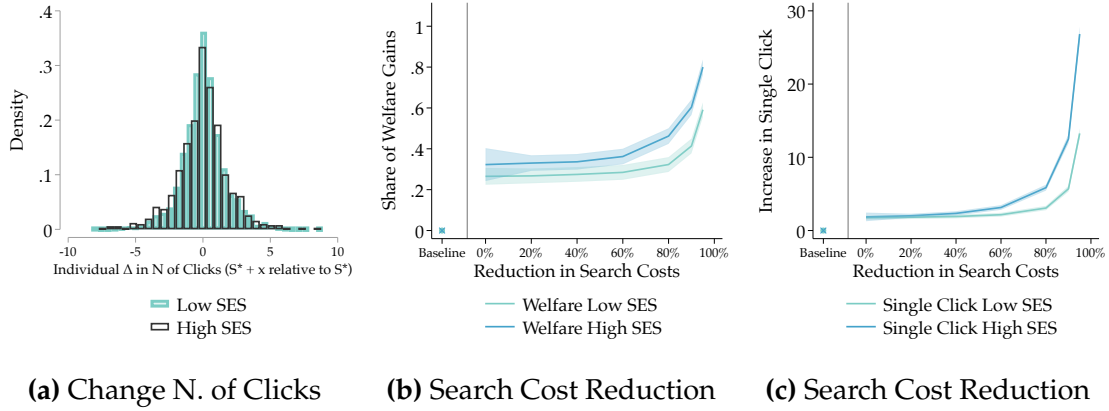 Density
.4
.3
.2
.1
0
-10
-5
0
5
10
Individual Δ in N of Clicks (S* + x relative to S*)
Low SES
High SES
(a) Change N. of Clicks
Share of Welfare Gains
1
.8
.6
.4
.2
0
Baseline
0%
20%
40%
60%
80%
100%
Reduction in Search Costs
Welfare Low SES
Welfare High SES
(b) Search Cost Reduction
Increase in Single Click
30
20
10
0
Baseline
0%
20%
40%
60%
80%
100%
Reduction in Search Costs
Single Click Low SES
Single Click High SES
(c) Search Cost Reduction